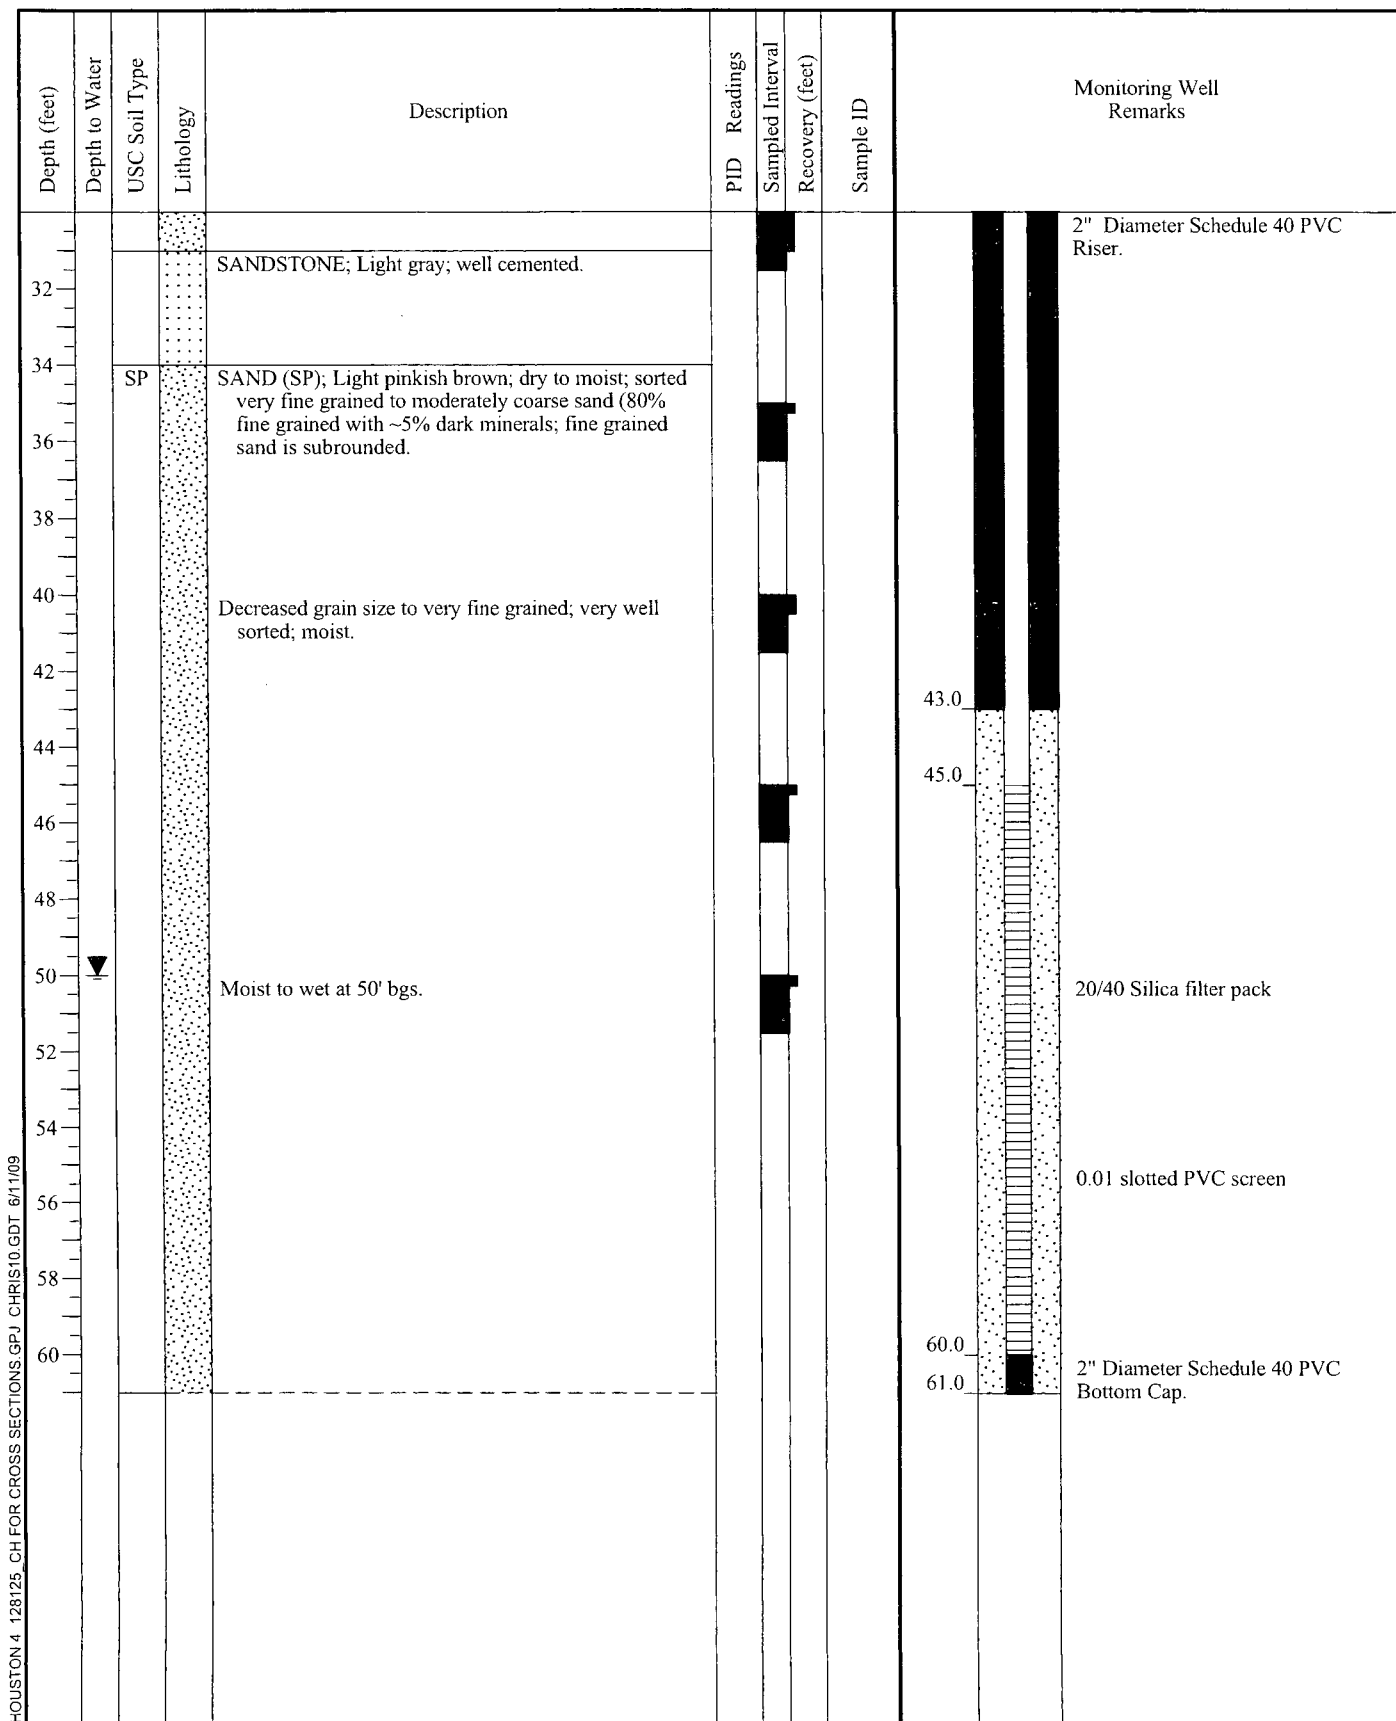 Depth (feet)
Depth to Water
USC Soil Type
Lithology
Description
PID Readings
Sampled Interval
Recovery (feet)
Sample ID
Monitoring Well
Remarks
2" Diameter Schedule 40 PVC
Riser.
SANDSTONE; Light gray; well cemented.
32
34
SP
SAND (SP); Light pinkish brown; dry to moist; sorted
very fine grained to moderately coarse sand (80%
fine grained with ~5% dark minerals; fine grained
sand is subrounded.
36
38
40
Decreased grain size to very fine grained; very well
sorted; moist.
42
43.0
44
45.0
46
48
50
Moist to wet at 50' bgs.
20/40 Silica filter pack
52
54
0.01 slotted PVC screen
56
58
60
60.0
61.0
2" Diameter Schedule 40 PVC
Bottom Cap.
HOUSTON 4 128125_CH FOR CROSS SECTIONS.GPJ CHRIS10.GDT 6/11/09